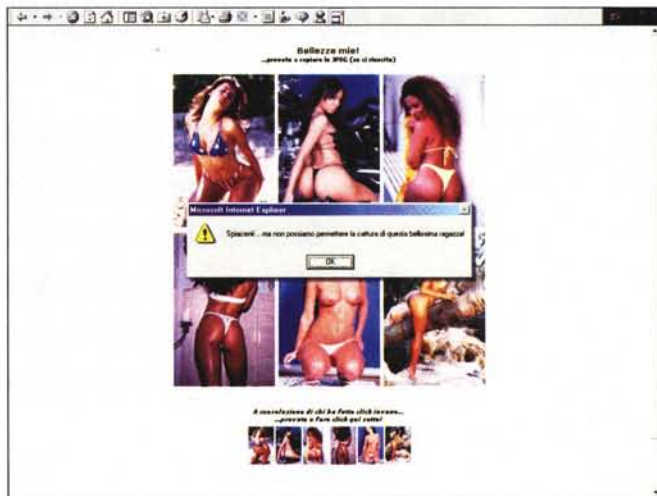 Bellezze mie!
...provate a copiare le JPEG (se ci riuscite)
Microsoft Internet Explorer
Spiacenti ...ma non possiamo permettere la cattura di questa bellissima ragazza!
OK
A consolazione di chi ha fatto click invano...
...provate a fare click qui sotto!